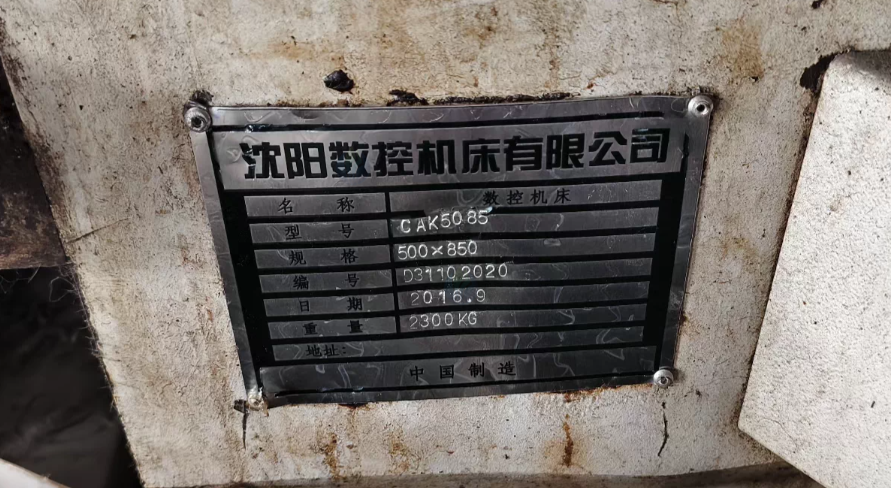 沈阳数控机床有限公司
名 称 数控机床
型 号 CAK5085
规 格 500×850
编 号 D31102020
日 期 2016.9
重 量 2300KG
地址:
中 国 制 造